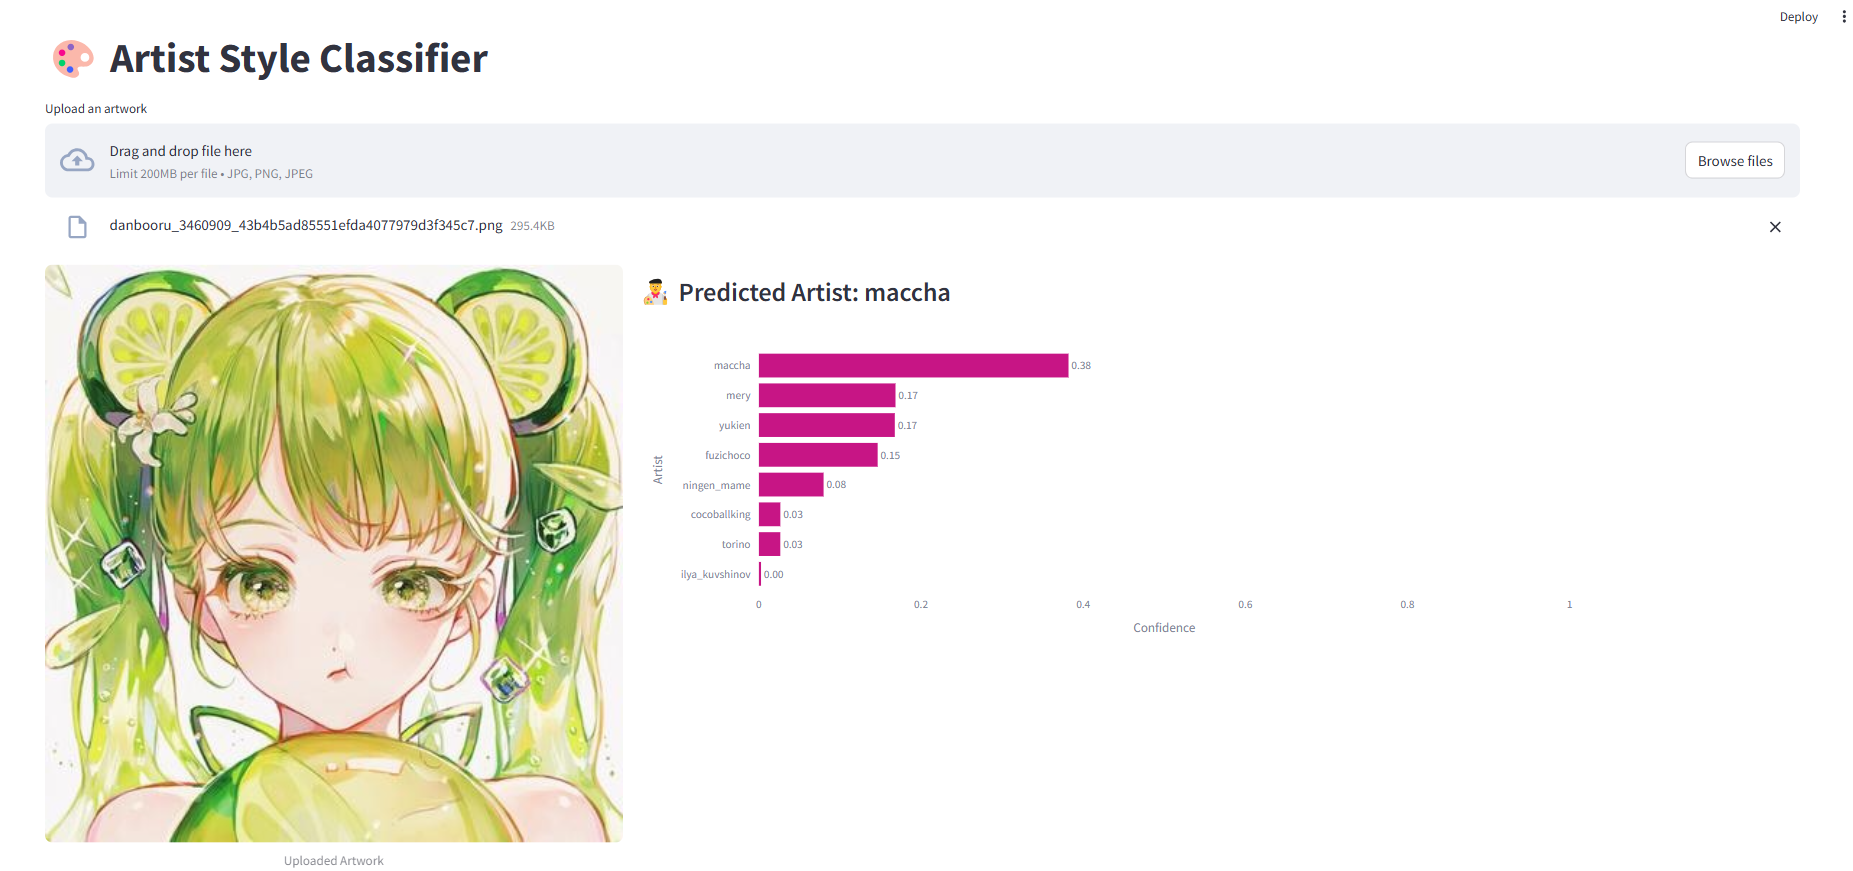 Deploy
Artist Style Classifier
Upload an artwork
Drag and drop file here
Limit 200MB per file • JPG, PNG, JPEG
Browse files
danbooru_3460909_43b4b5ad85551efda4077979d3f345c7.png 295.4KB
Predicted Artist: maccha
maccha 0.38
mery 0.17
yukien 0.17
fuzichoco 0.15
ningen_mame 0.08
cocoballking 0.03
torino 0.03
ilya_kuvshinov 0.00
Artist
0 0.2 0.4 0.6 0.8 1
Confidence
Uploaded Artwork